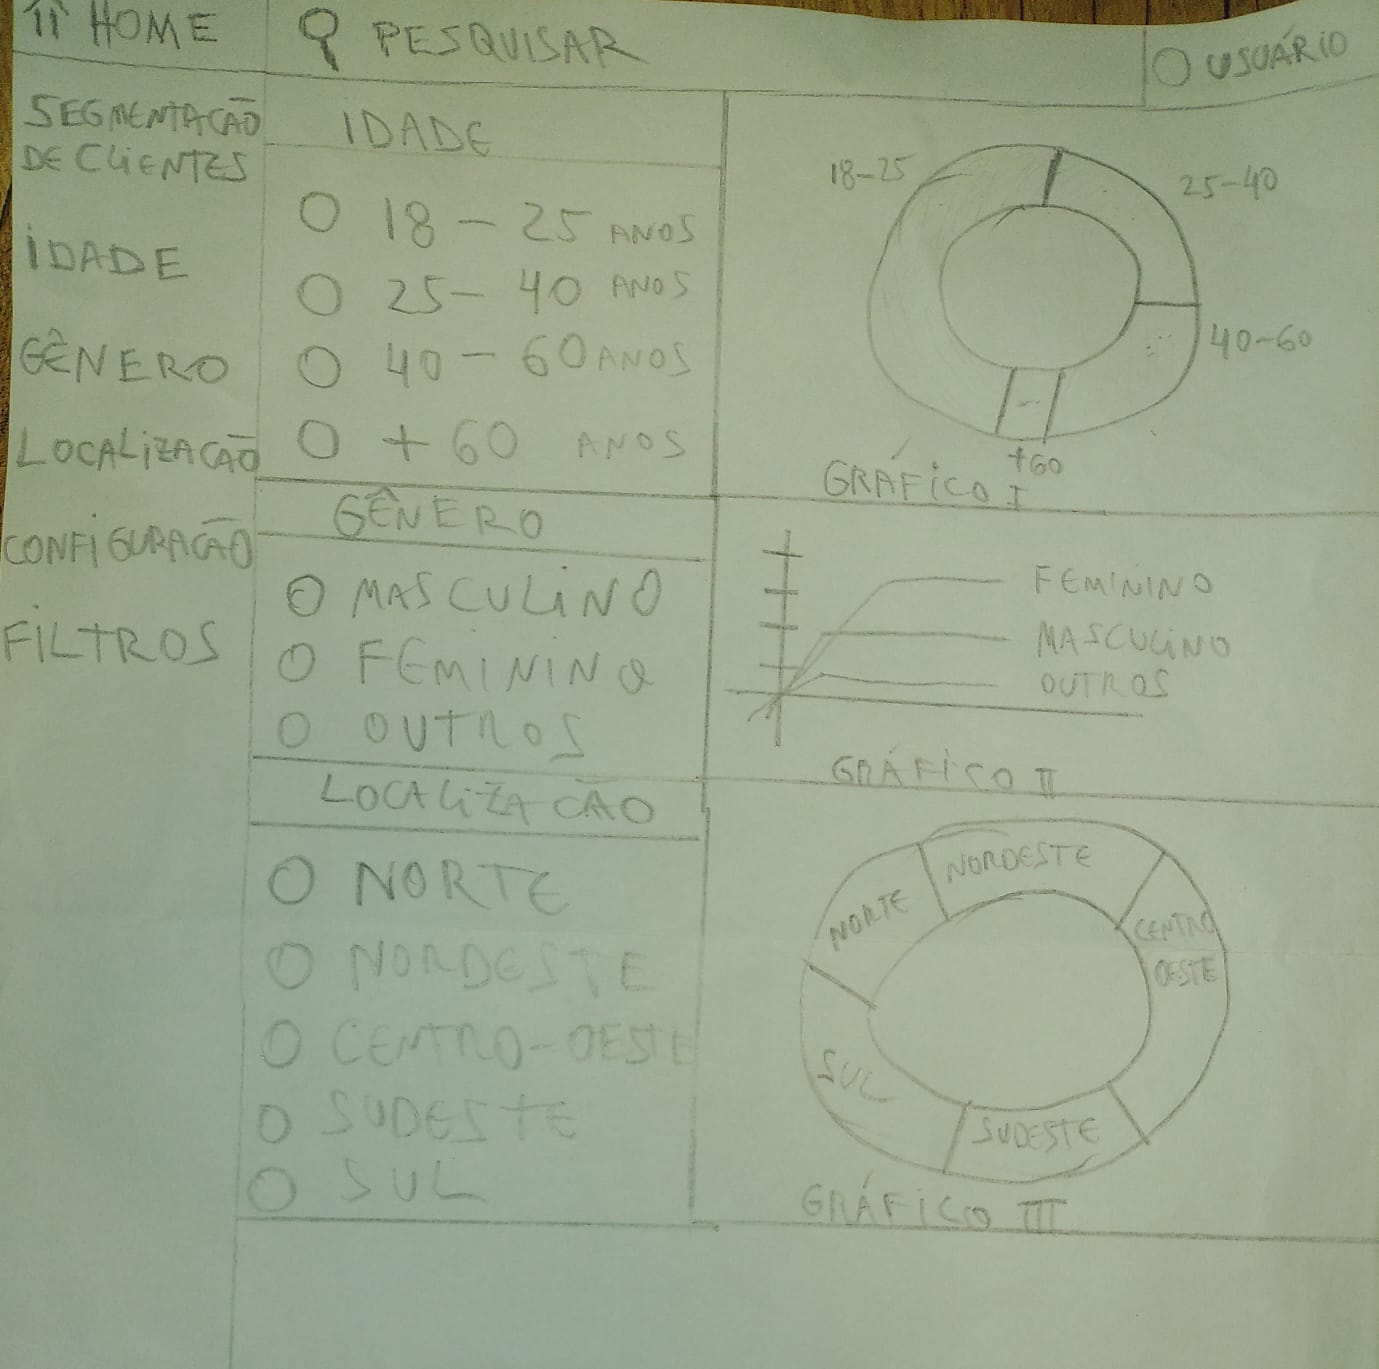 HOME
PESQUISAR
USUÁRIO
SEGMENTAÇÃO
DE CLIENTES
IDADE
GÊNERO
LOCALIZAÇÃO
CONFIGURAÇÃO
FILTROS
IDADE
18 - 25 ANOS
25 - 40 ANOS
40 - 60 ANOS
+ 60 ANOS
18-25
25-40
40-60
+60
GRÁFICO I
GÊNERO
MASCULINO
FEMININO
OUTROS
FEMININO
MASCULINO
OUTROS
GRÁFICO II
LOCALIZAÇÃO
NORTE
NORDESTE
CENTRO-OESTE
SUDESTE
SUL
NORDESTE
NORTE
CENTRO
OESTE
SUL
SUDESTE
GRÁFICO III